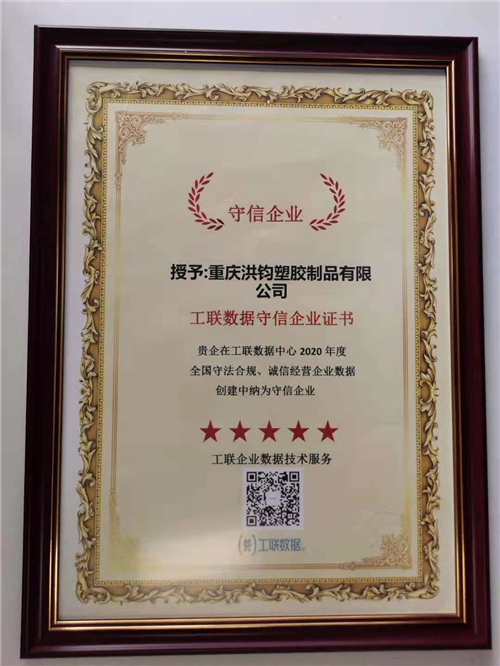 守信企业
授予:重庆洪钧塑胶制品有限
公司
工联数据守信企业证书
贵企在工联数据中心2020年度
全国守法合规、诚信经营企业数据
创建中纳为守信企业
工联企业数据技术服务
工联数据